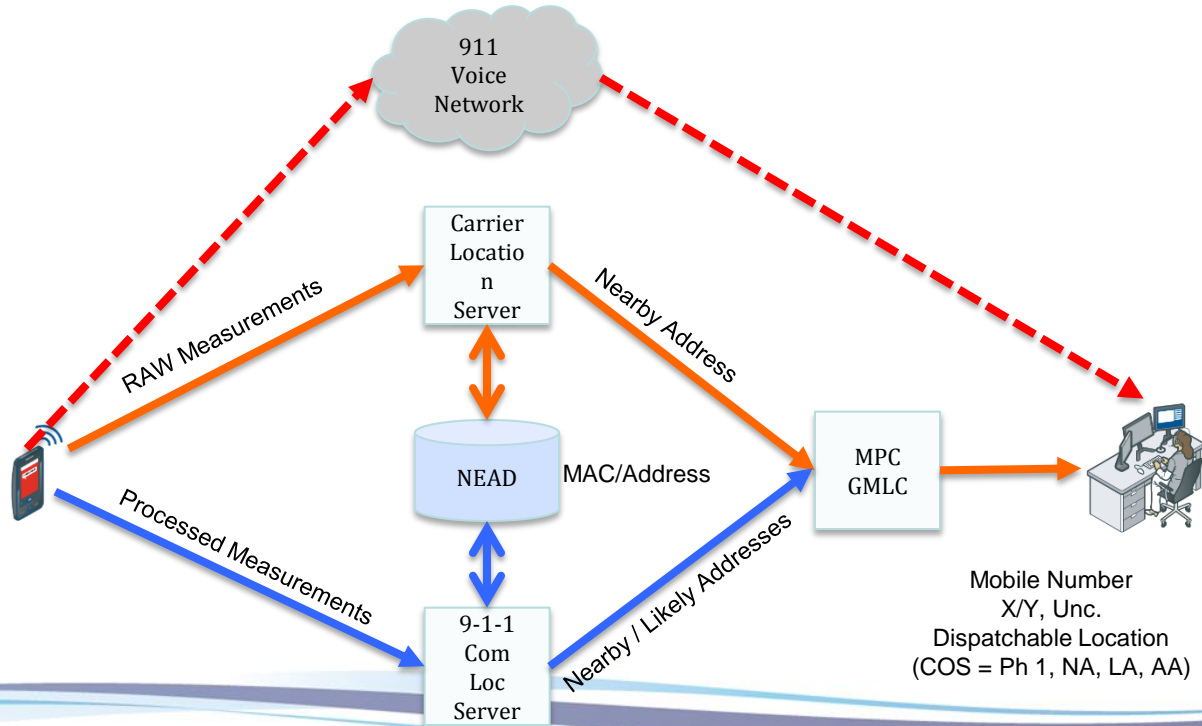 911
Voice
Network
Carrier
Locatio
n
Server
RAW Measurements
Nearby Address
NEAD
MAC/Address
MPC
GMLC
Processed Measurements
Nearby / Likely Addresses
9-1-1
Com
Loc
Server
Mobile Number
X/Y, Unc.
Dispatchable Location
(COS = Ph 1, NA, LA, AA)